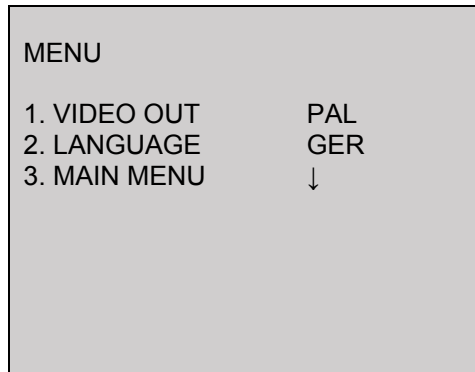 MENU
1. VIDEO OUT PAL
2. LANGUAGE GER
3. MAIN MENU ↓